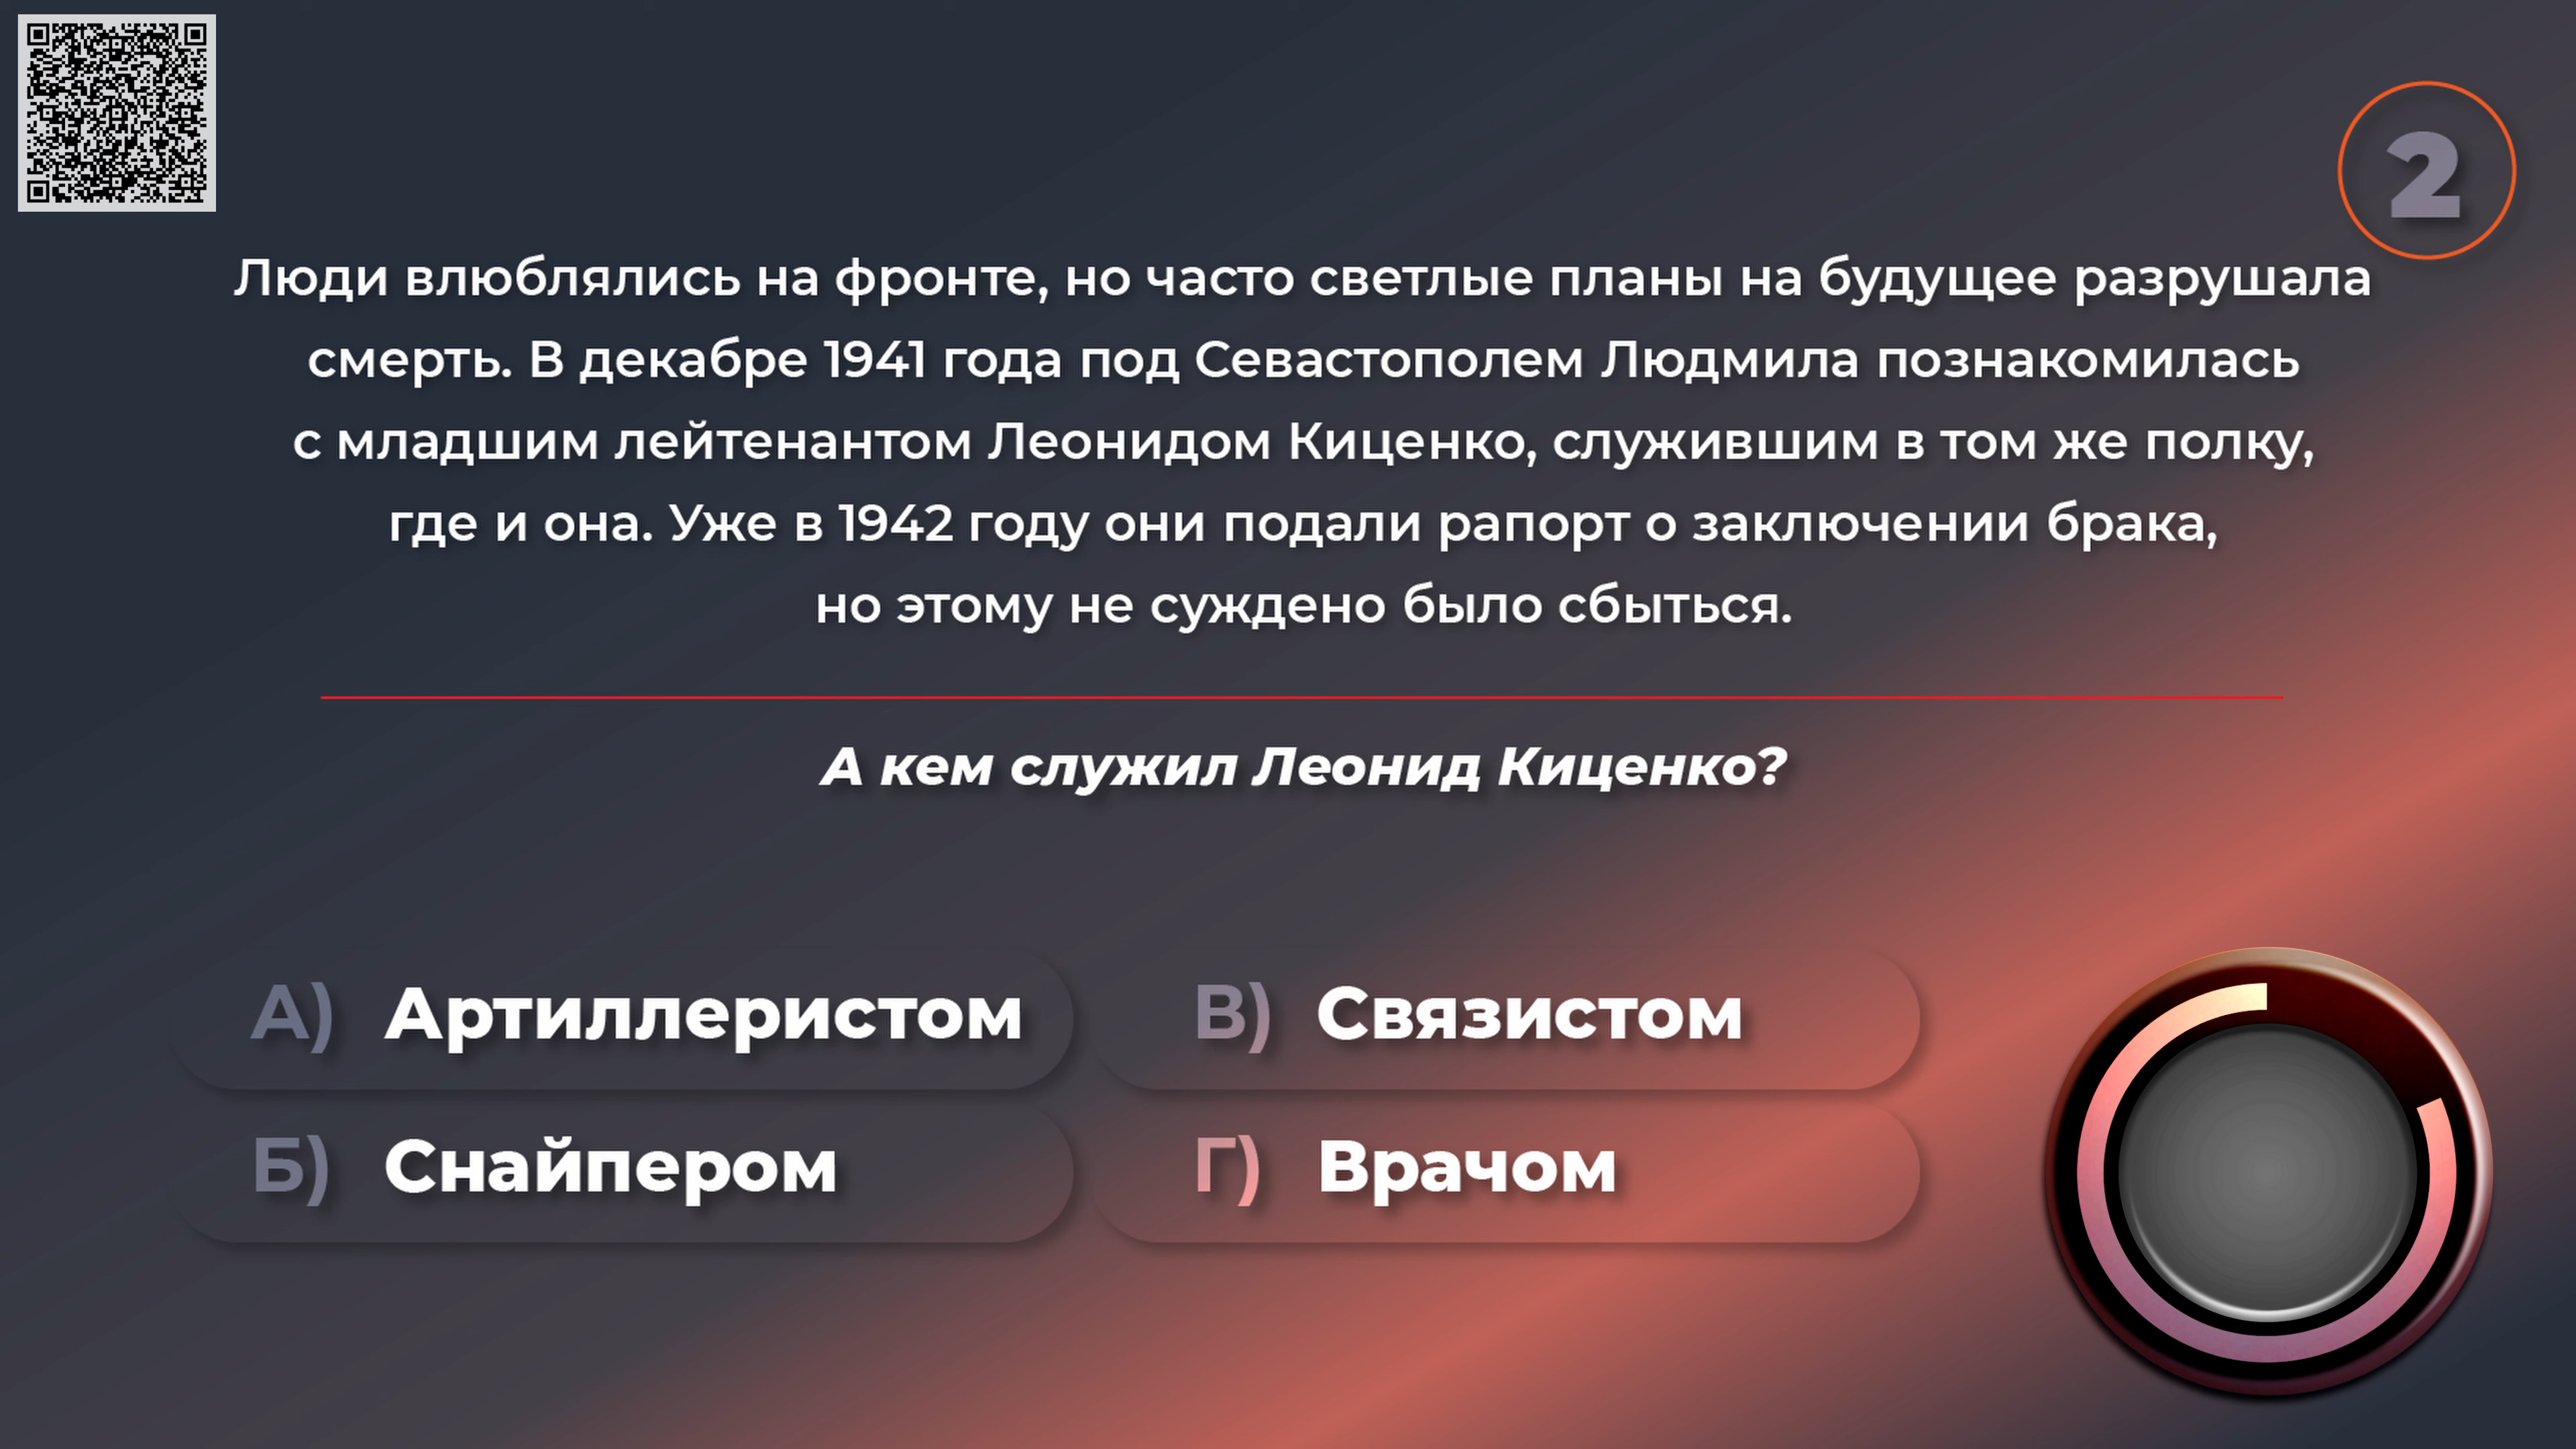 2
Люди влюблялись на фронте, но часто светлые планы на будущее разрушала
смерть. В декабре 1941 года под Севастополем Людмила познакомилась
с младшим лейтенантом Леонидом Киценко, служившим в том же полку,
где и она. Уже в 1942 году они подали рапорт о заключении брака,
но этому не суждено было сбыться.
А кем служил Леонид Киценко?
А) Артиллеристом
Б) Снайпером
В) Связистом
Г) Врачом